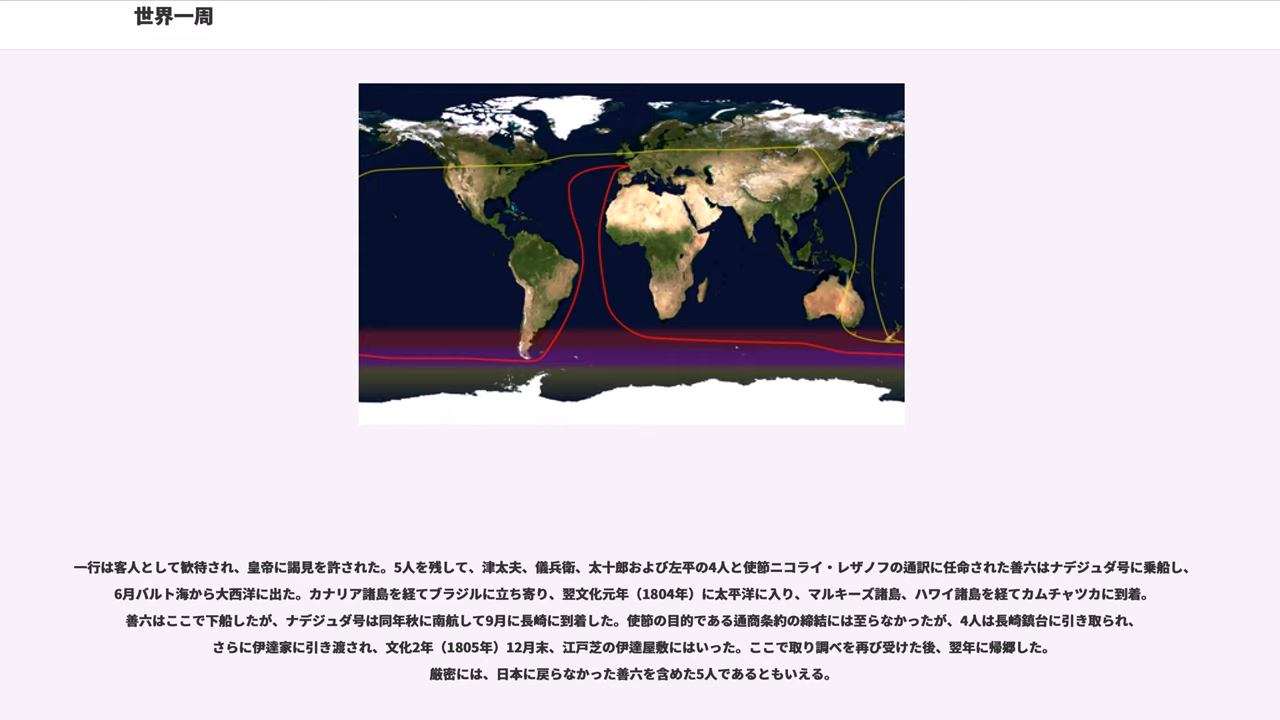 世界一周
一行は客人として歓待され、皇帝に謁見を許された。5人を残して、津太夫、儀兵衛、太十郎および左平の4人と使節ニコライ・レザノフの通訳に任命された善六はナデジュダ号に乗船し、
6月バルト海から大西洋に出た。カナリア諸島を経てブラジルに立ち寄り、翌文化元年（1804年）に太平洋に入り、マルキーズ諸島、ハワイ諸島を経てカムチャツカに到着。
善六はここで下船したが、ナデジュダ号は同年秋に南航して9月に長崎に到着した。使節の目的である通商条約の締結には至らなかったが、4人は長崎鎮台に引き取られ、
さらに伊達家に引き渡され、文化2年（1805年）12月末、江戸芝の伊達屋敷にはいった。ここで取り調べを再び受けた後、翌年に帰郷した。
厳密には、日本に戻らなかった善六を含めた5人であるともいえる。